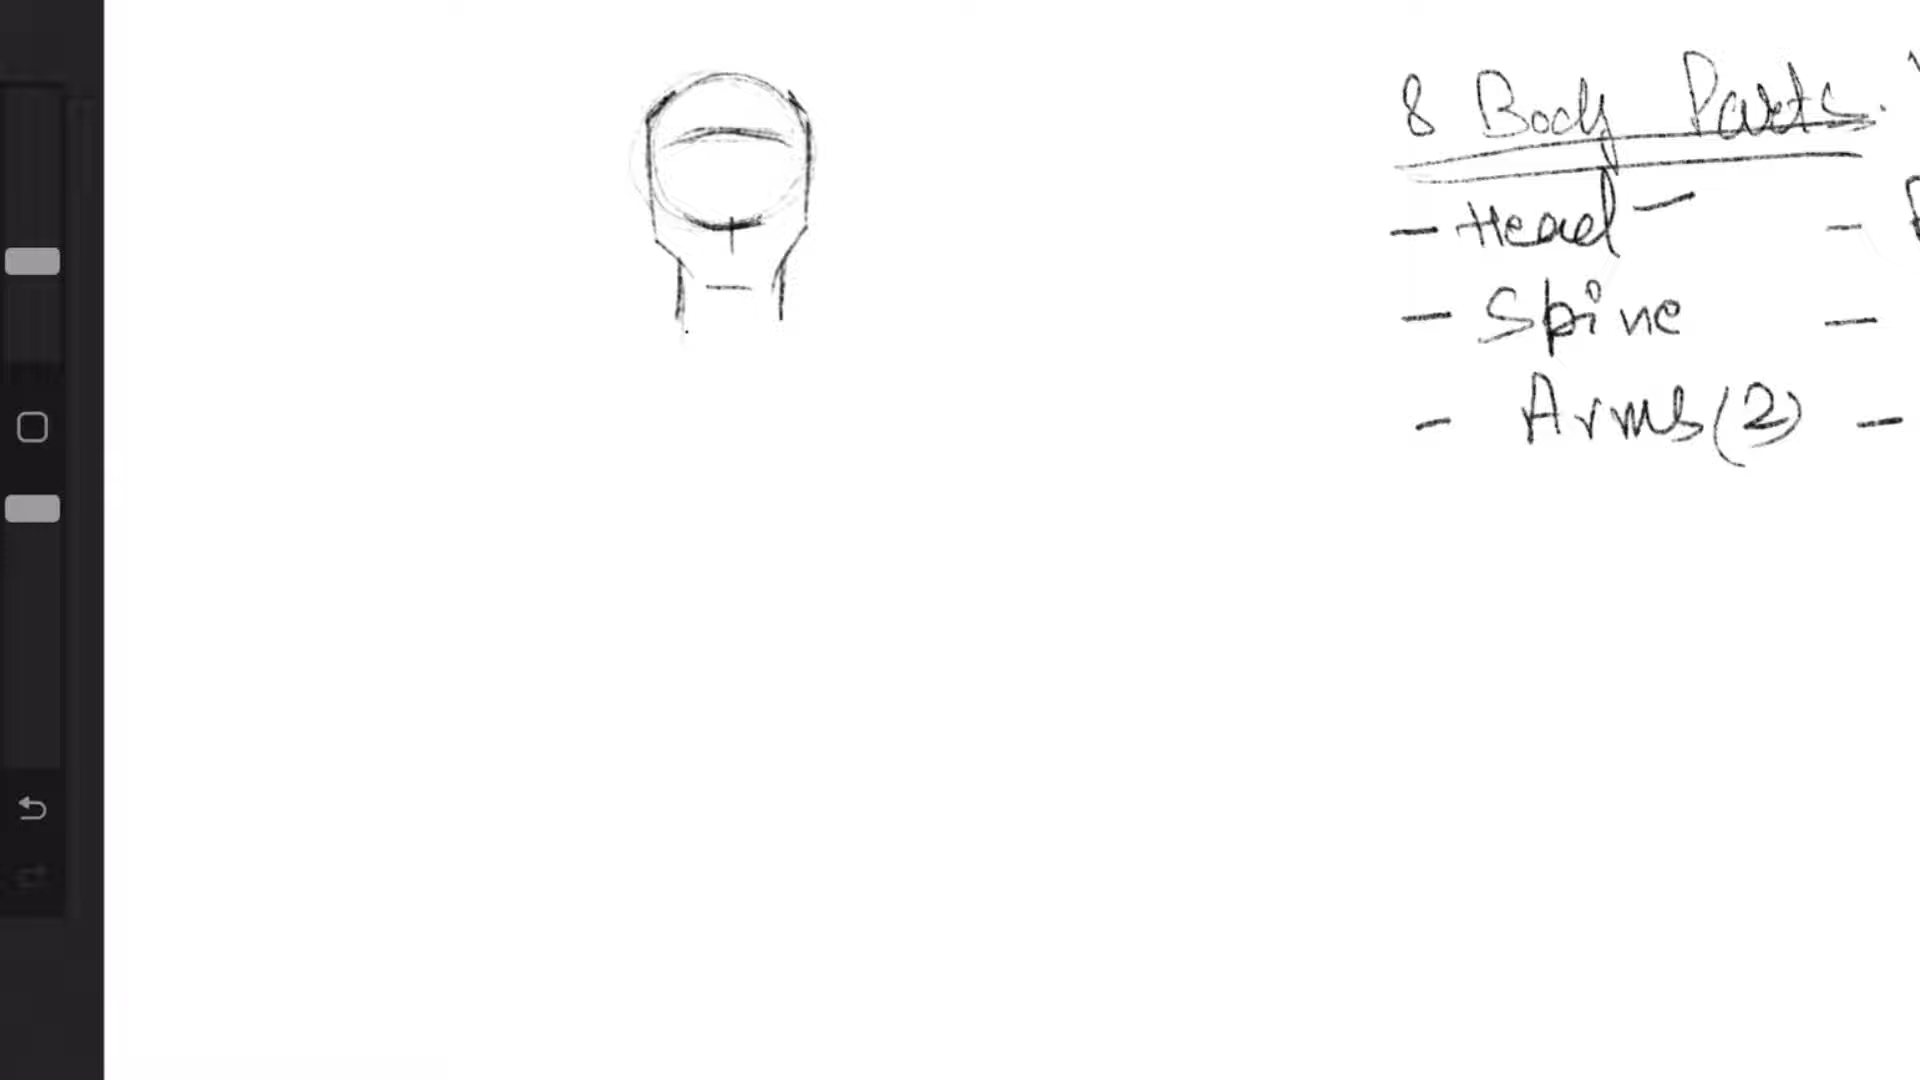 8 Body Parts.
- Head - -
- Spine -
- Arms (2) -